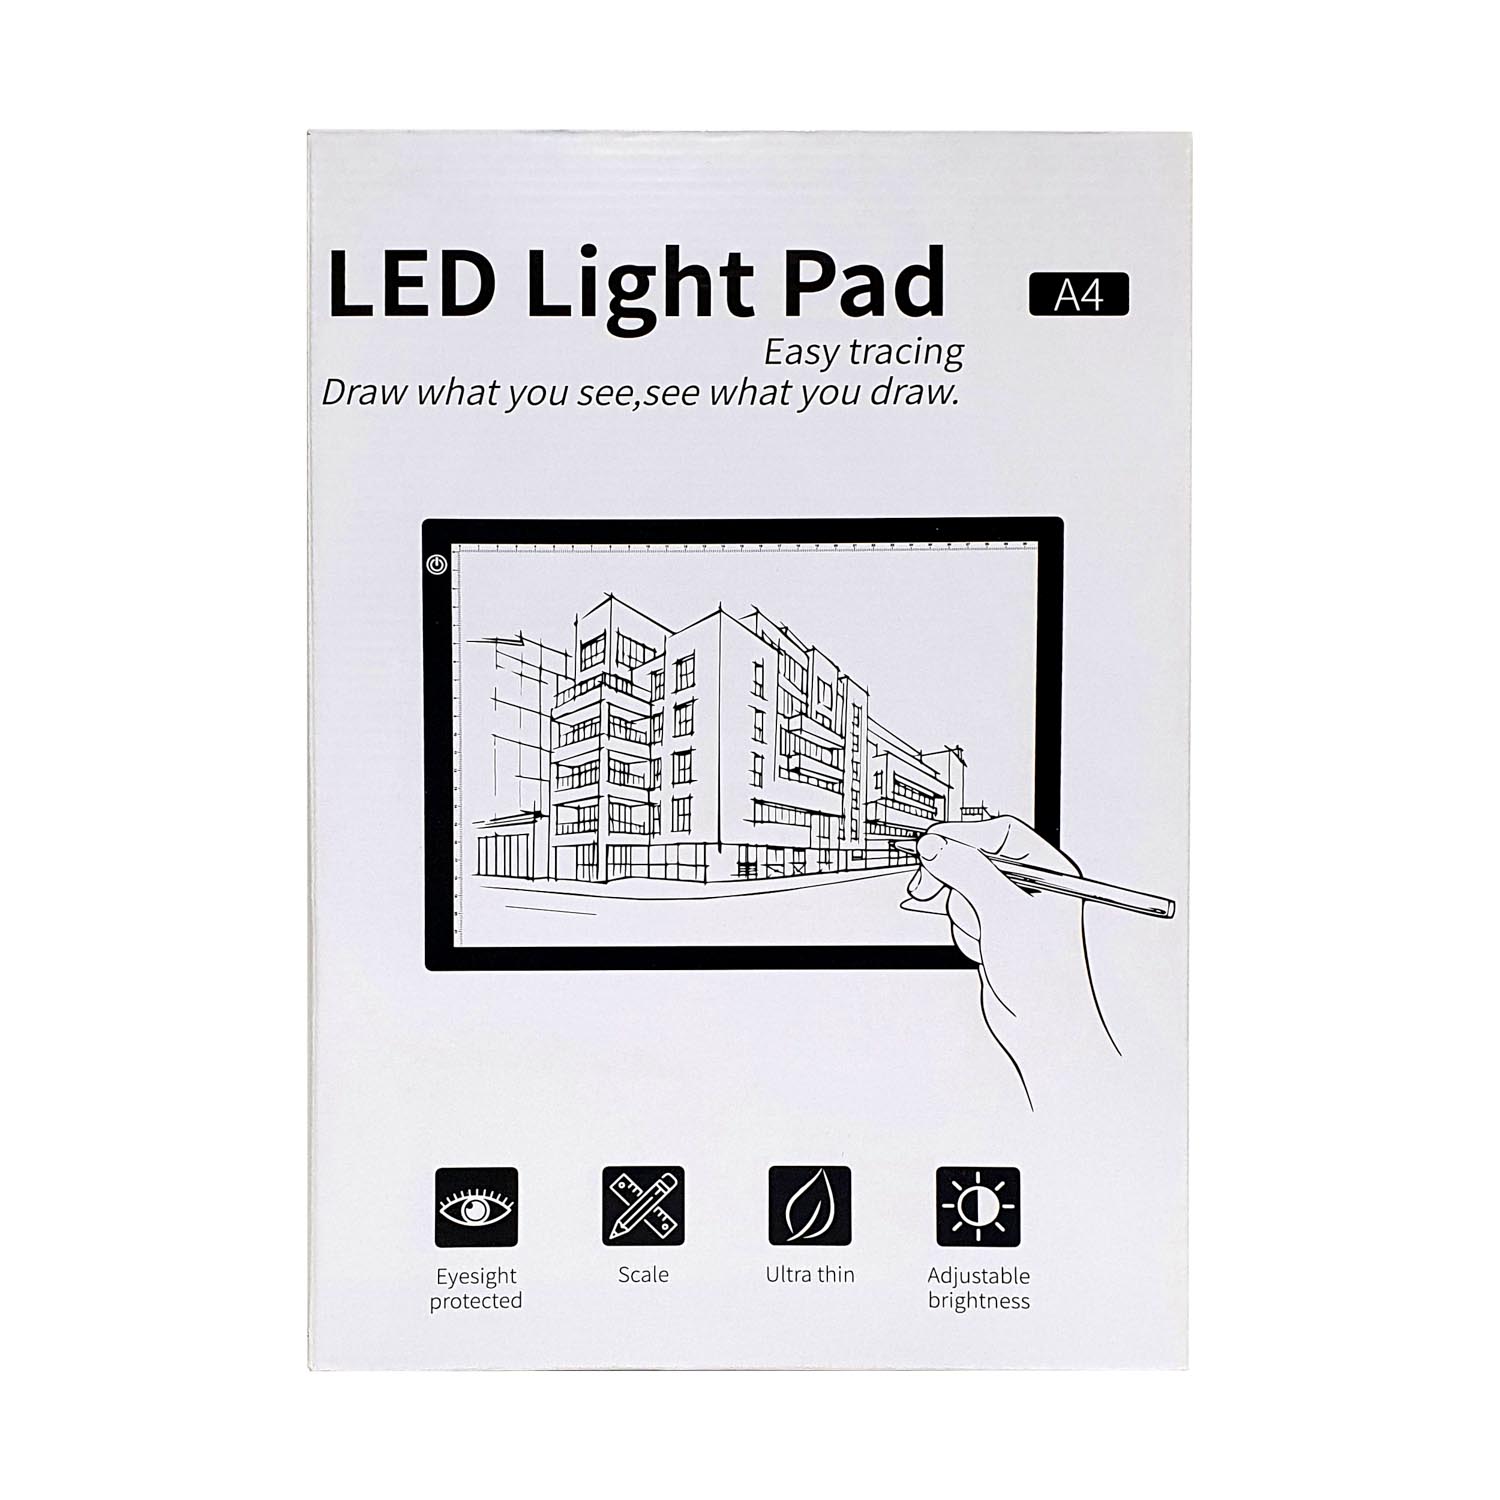 LED Light Pad A4
Easy tracing
Draw what you see,see what you draw.
Eyesight
protected
Scale
Ultra thin
Adjustable
brightness